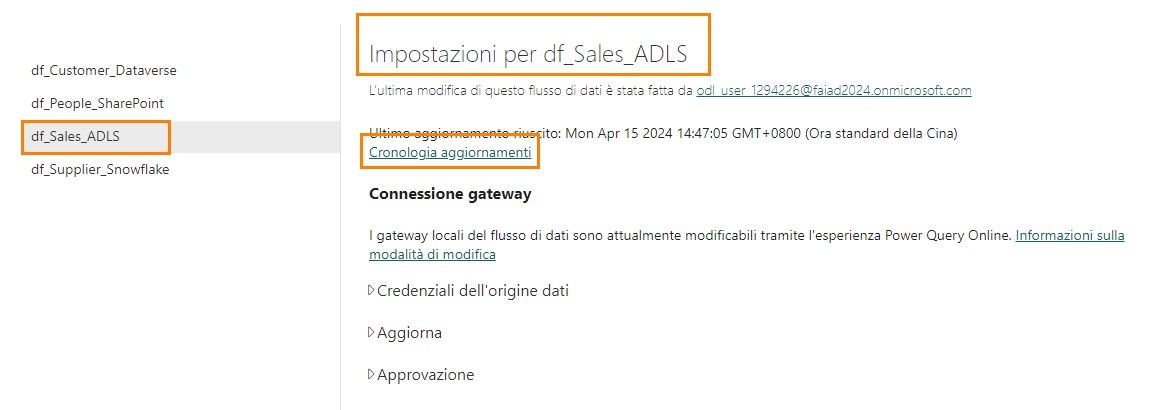 df_Customer_Dataverse
df_People_SharePoint
df_Sales_ADLS
df_Supplier_Snowflake
Impostazioni per df_Sales_ADLS
L'ultima modifica di questo flusso di dati è stata fatta da odl_user_1294226@faiad2024.onmicrosoft.com
Ultimo aggiornamento riuscito: Mon Apr 15 2024 14:47:05 GMT+0800 (Ora standard della Cina)
Cronologia aggiornamenti
Connessione gateway
I gateway locali del flusso di dati sono attualmente modificabili tramite l'esperienza Power Query Online. Informazioni sulla
modalità di modifica
Credenziali dell'origine dati
Aggiorna
Approvazione